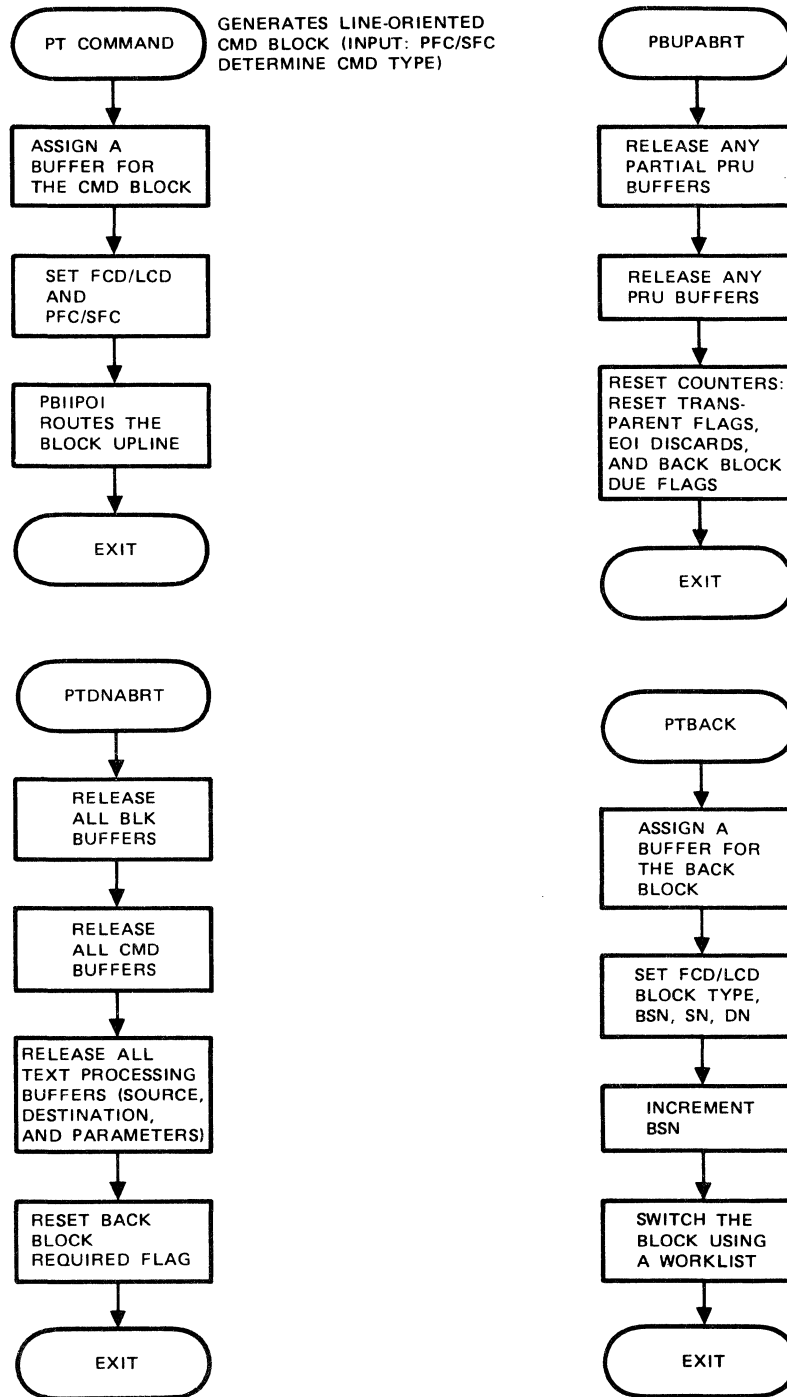 PT COMMAND
GENERATES LINE-ORIENTED
CMD BLOCK (INPUT: PFC/SFC
DETERMINE CMD TYPE)
ASSIGN A
BUFFER FOR
THE CMD BLOCK
SET FCD/LCD
AND
PFC/SFC
PBIIPOI
ROUTES THE
BLOCK UPLINE
EXIT
PBUPABRT
RELEASE ANY
PARTIAL PRU
BUFFERS
RELEASE ANY
PRU BUFFERS
RESET COUNTERS:
RESET TRANS-
PARENT FLAGS,
EOI DISCARDS,
AND BACK BLOCK
DUE FLAGS
EXIT
PTDNABRT
RELEASE
ALL BLK
BUFFERS
RELEASE
ALL CMD
BUFFERS
RELEASE ALL
TEXT PROCESSING
BUFFERS (SOURCE,
DESTINATION,
AND PARAMETERS)
RESET BACK
BLOCK
REQUIRED FLAG
EXIT
PTBACK
ASSIGN A
BUFFER FOR
THE BACK
BLOCK
SET FCD/LCD
BLOCK TYPE,
BSN, SN, DN
INCREMENT
BSN
SWITCH THE
BLOCK USING
A WORKLIST
EXIT